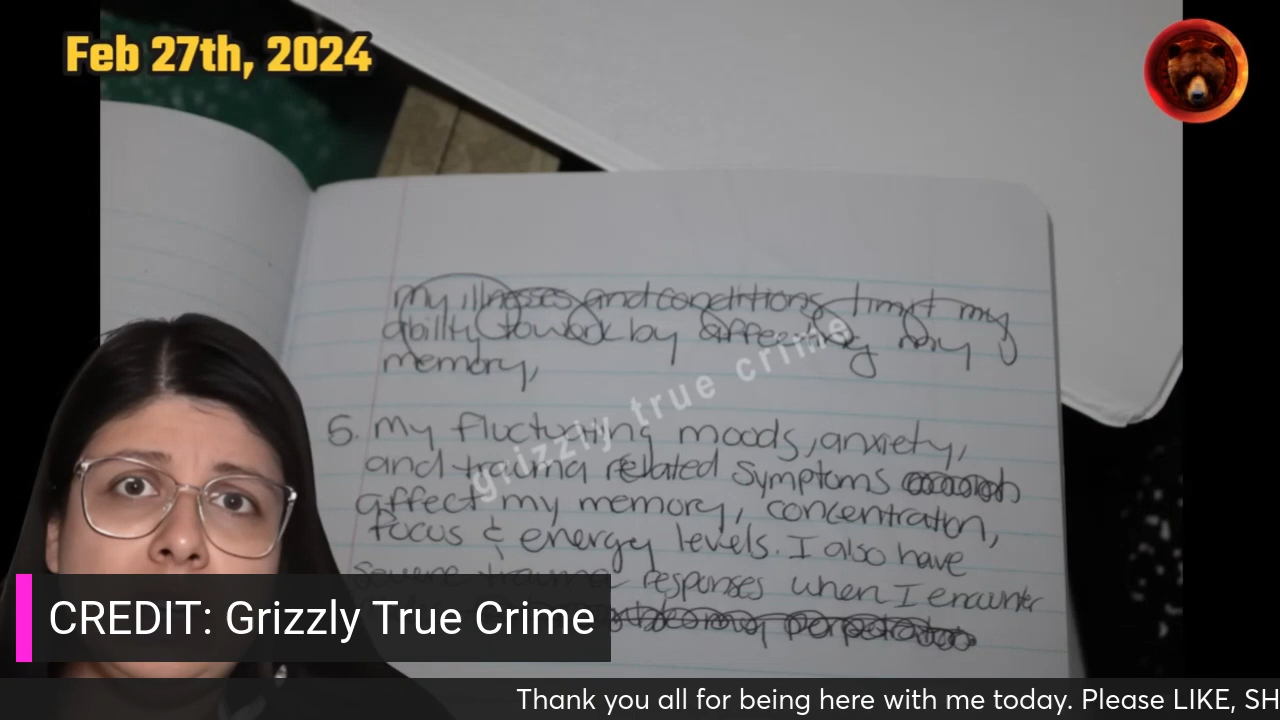 Feb 27th, 2024
my illnesses and conditions limit my
ability to work by affecting my
memory,
grizzly true crime
5. my fluctuating moods, anxiety,
and trauma related symptoms
affect my memory, concentration,
focus & energy levels. I also have
severe trauma responses when I encounter
CREDIT: Grizzly True Crime
Thank you all for being here with me today. Please LIKE, SH